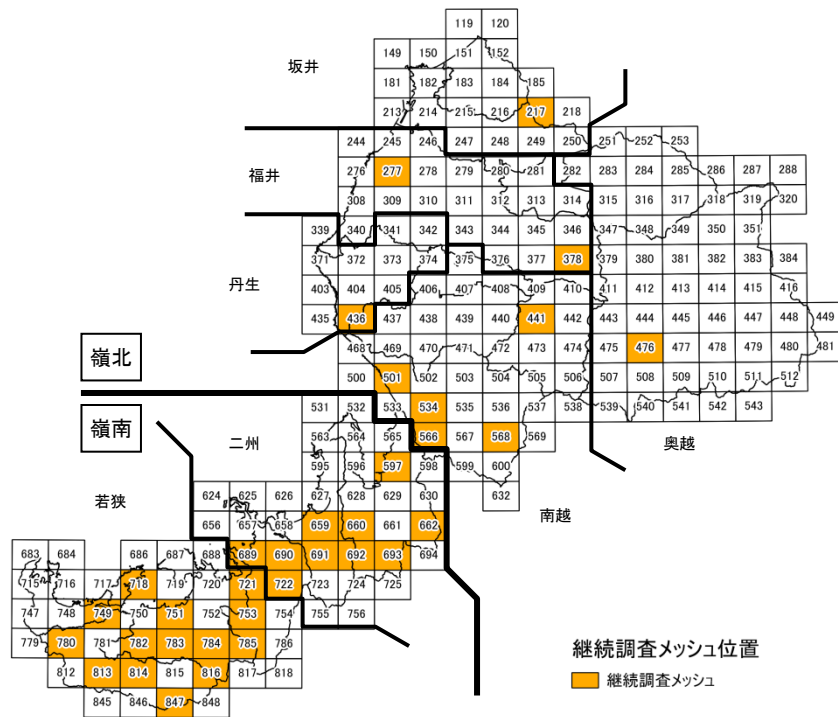 119 120
坂井
149 150 151 152
181 182 183 184 185
213 214 215 216 217 218
244 245 246 247 248 249 250 251 252 253
福井
276 277 278 279 280 281 282 283 284 285 286 287 288
308 309 310 311 312 313 314 315 316 317 318 319 320
339 340 341 342 343 344 345 346 347 348 349 350 351
371 372 373 374 375 376 377 378 379 380 381 382 383 384
丹生
403 404 405 406 407 408 409 410 411 412 413 414 415 416
435 436 437 438 439 440 441 442 443 444 445 446 447 448 449
嶺北
468 469 470 471 472 473 474 475 476 477 478 479 480 481
500 501 502 503 504 505 506 507 508 509 510 511 512
嶺南
531 532 533 534 535 536 537 538 539 540 541 542 543
二州
563 564 565 566 567 568 569
奥越
595 596 597 598 599 600
若狭
624 625 626 627 628 629 630 632
南越
656 657 658 659 660 661 662
683 684 686 687 688 689 690 691 692 693 694
715 716 717 718 719 720 721 722 723 724 725
747 748 749 750 751 752 753 754 755 756
779 780 781 782 783 784 785 786
継続調査メッシュ位置
812 813 814 815 816 817 818
継続調査メッシュ
845 846 847 848